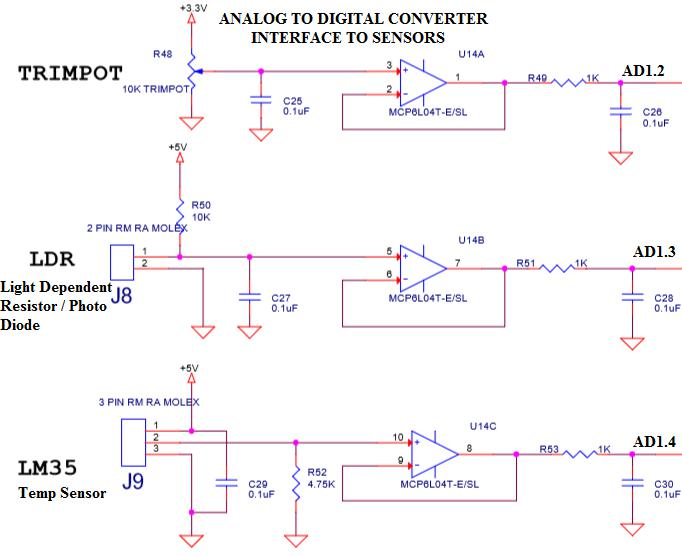 +3.3V
ANALOG TO DIGITAL CONVERTER
INTERFACE TO SENSORS
R48
U14A
TRIMPOT
10K TRIMPOT
3
+
2
-
1
MCP6L04T-E/SL
R49
1K
AD1.2
C25
0.1uF
C26
0.1uF
+5V
R50
10K
2 PIN RM RA MOLEX
U14B
LDR
1
2
5
+
6
-
7
MCP6L04T-E/SL
R51
1K
AD1.3
Light Dependent
Resistor / Photo
Diode
J8
C27
0.1uF
C28
0.1uF
+5V
3 PIN RM RA MOLEX
U14C
1
2
3
10
+
9
-
8
MCP6L04T-E/SL
R53
1K
AD1.4
LM35
Temp Sensor
J9
C29
0.1uF
R52
4.75K
C30
0.1uF